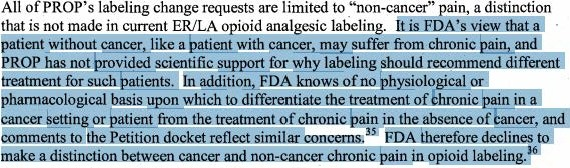 All of PROP's labeling change requests are limited to "non-cancer" pain, a distinction
that is not made in current ER/LA opioid analgesic labeling. It is FDA's view that a
patient without cancer, like a patient with cancer, may suffer from chronic pain, and
PROP has not provided scientific support for why labeling should recommend different
treatment for such patients. In addition, FDA knows of no physiological or
pharmacological basis upon which to differentiate the treatment of chronic pain in a
cancer setting or patient from the treatment of chronic pain in the absence of cancer, and
comments to the Petition docket reflect similar concerns.35 FDA therefore declines to
make a distinction between cancer and non-cancer chronic pain in opioid labeling.36